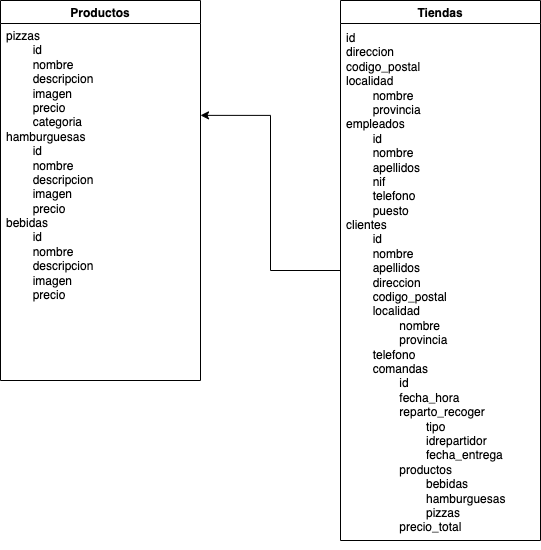 Productos
pizzas
id
nombre
descripcion
imagen
precio
categoria
hamburguesas
id
nombre
descripcion
imagen
precio
bebidas
id
nombre
descripcion
imagen
precio
Tiendas
id
direccion
codigo_postal
localidad
nombre
provincia
empleados
id
nombre
apellidos
nif
telefono
puesto
clientes
id
nombre
apellidos
direccion
codigo_postal
localidad
nombre
provincia
telefono
comandas
id
fecha_hora
reparto_recoger
tipo
idrepartidor
fecha_entrega
productos
bebidas
hamburguesas
pizzas
precio_total